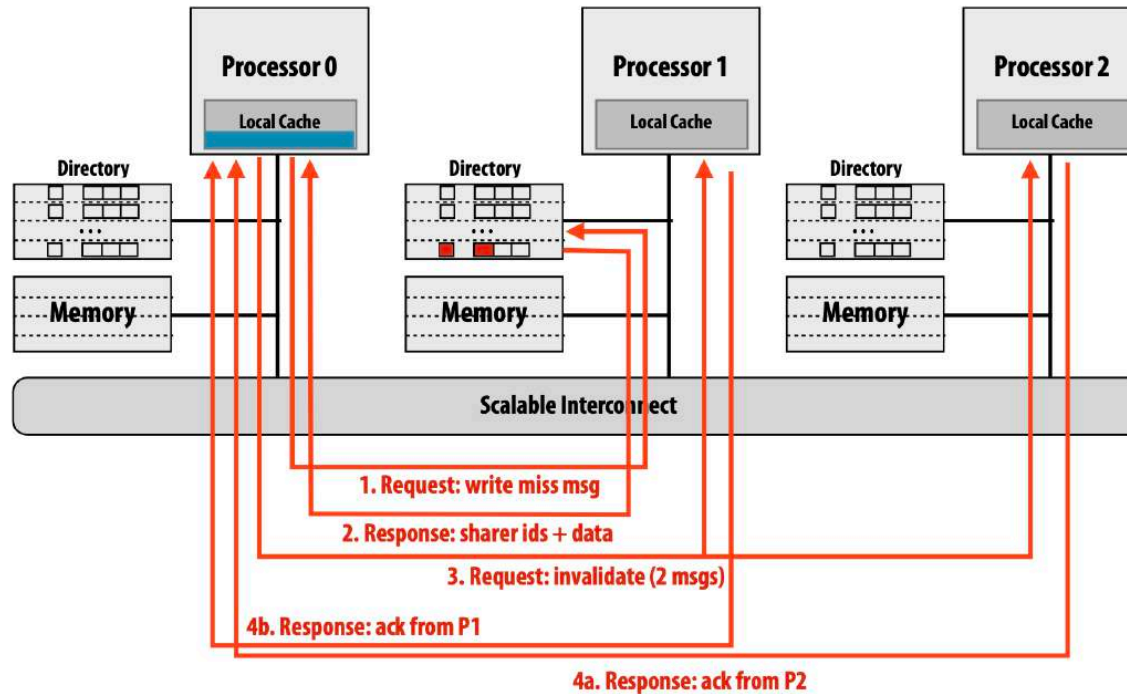 Processor 0
Processor 1
Processor 2
Local Cache
Local Cache
Local Cache
Directory
Directory
Directory
...
...
...
Memory
Memory
Memory
Scalable Interconnect
1. Request: write miss msg
2. Response: sharer ids + data
3. Request: invalidate (2 msgs)
4b. Response: ack from P1
4a. Response: ack from P2